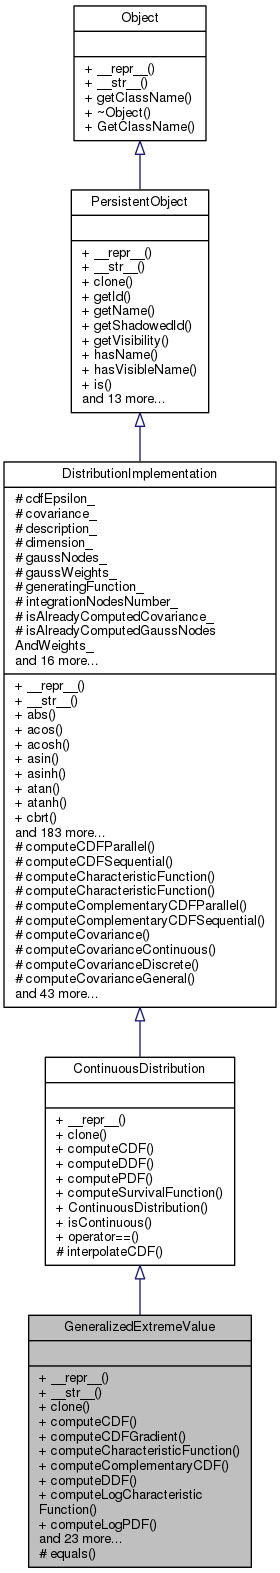 Object
+ __repr__()
+ __str__()
+ getClassName()
+ ~Object()
+ GetClassName()
PersistentObject
+ __repr__()
+ __str__()
+ clone()
+ getId()
+ getName()
+ getShadowedId()
+ getVisibility()
+ hasName()
+ hasVisibleName()
+ is()
and 13 more...
DistributionImplementation
# cdfEpsilon_
# covariance_
# description_
# dimension_
# gaussNodes_
# gaussWeights_
# generatingFunction_
# integrationNodesNumber_
# isAlreadyComputedCovariance_
# isAlreadyComputedGaussNodes
AndWeights_
and 16 more...
+ __repr__()
+ __str__()
+ abs()
+ acos()
+ acosh()
+ asin()
+ asinh()
+ atan()
+ atanh()
+ cbrt()
and 183 more...
# computeCDFParallel()
# computeCDFSequential()
# computeCharacteristicFunction()
# computeCharacteristicFunction()
# computeComplementaryCDFParallel()
# computeComplementaryCDFSequential()
# computeCovariance()
# computeCovarianceContinuous()
# computeCovarianceDiscrete()
# computeCovarianceGeneral()
and 43 more...
ContinuousDistribution
+ __repr__()
+ clone()
+ computeCDF()
+ computeDDF()
+ computePDF()
+ computeSurvivalFunction()
+ ContinuousDistribution()
+ isContinuous()
+ operator==()
# interpolateCDF()
GeneralizedExtremeValue
+ __repr__()
+ __str__()
+ clone()
+ computeCDF()
+ computeCDFGradient()
+ computeCharacteristicFunction()
+ computeComplementaryCDF()
+ computeDDF()
+ computeLogCharacteristic
Function()
+ computeLogPDF()
and 23 more...
# equals()